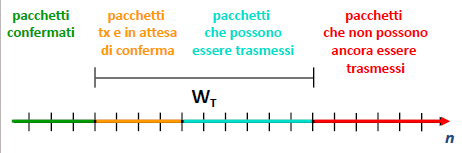 pacchetti
confermati
pacchetti
tx e in attesa
di conferma
pacchetti
che possono
essere trasmessi
pacchetti
che non possono
ancora essere
trasmessi
W_T
n